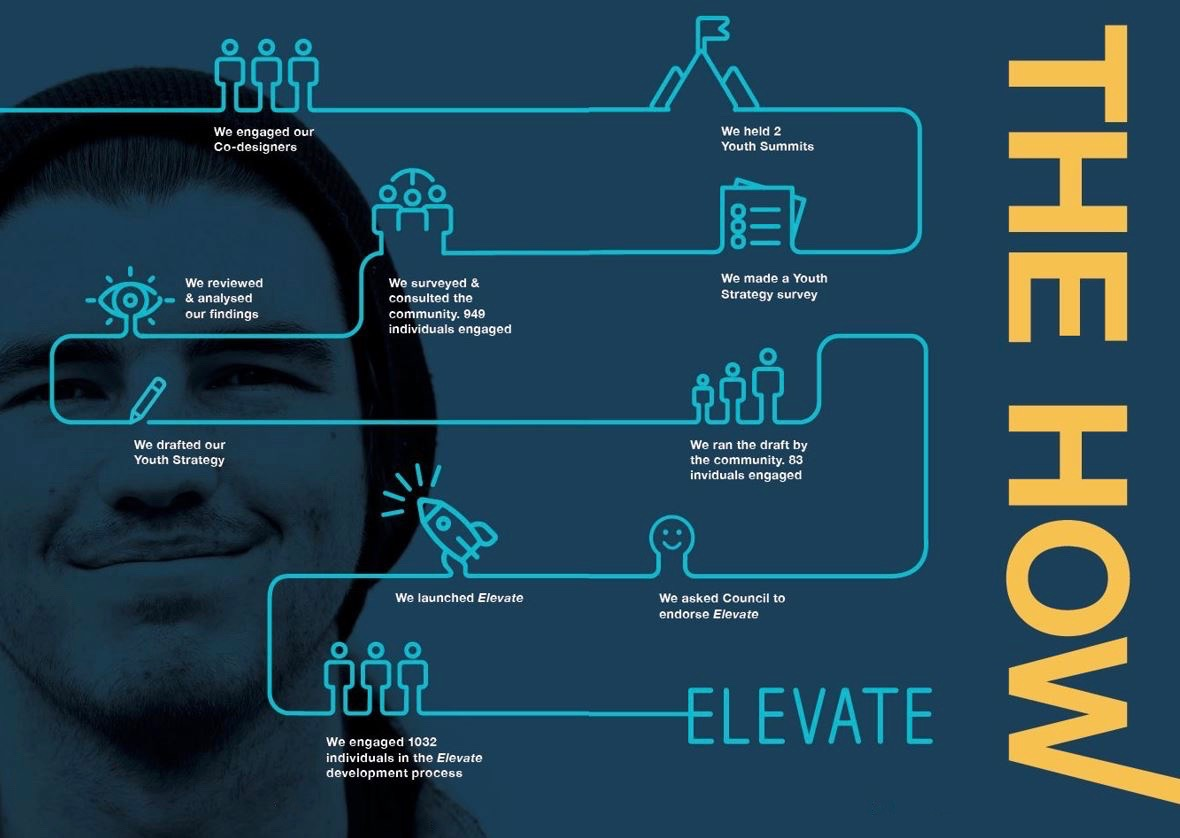 We engaged our
Co-designers
We held 2
Youth Summits
We made a Youth
Strategy survey
We surveyed &
consulted the
community. 949
individuals engaged
We reviewed
& analysed
our findings
We drafted our
Youth Strategy
We ran the draft by
the community. 83
inviduals engaged
We asked Council to
endorse Elevate
We launched Elevate
We engaged 1032
individuals in the Elevate
development process
ELEVATE
THE HOW